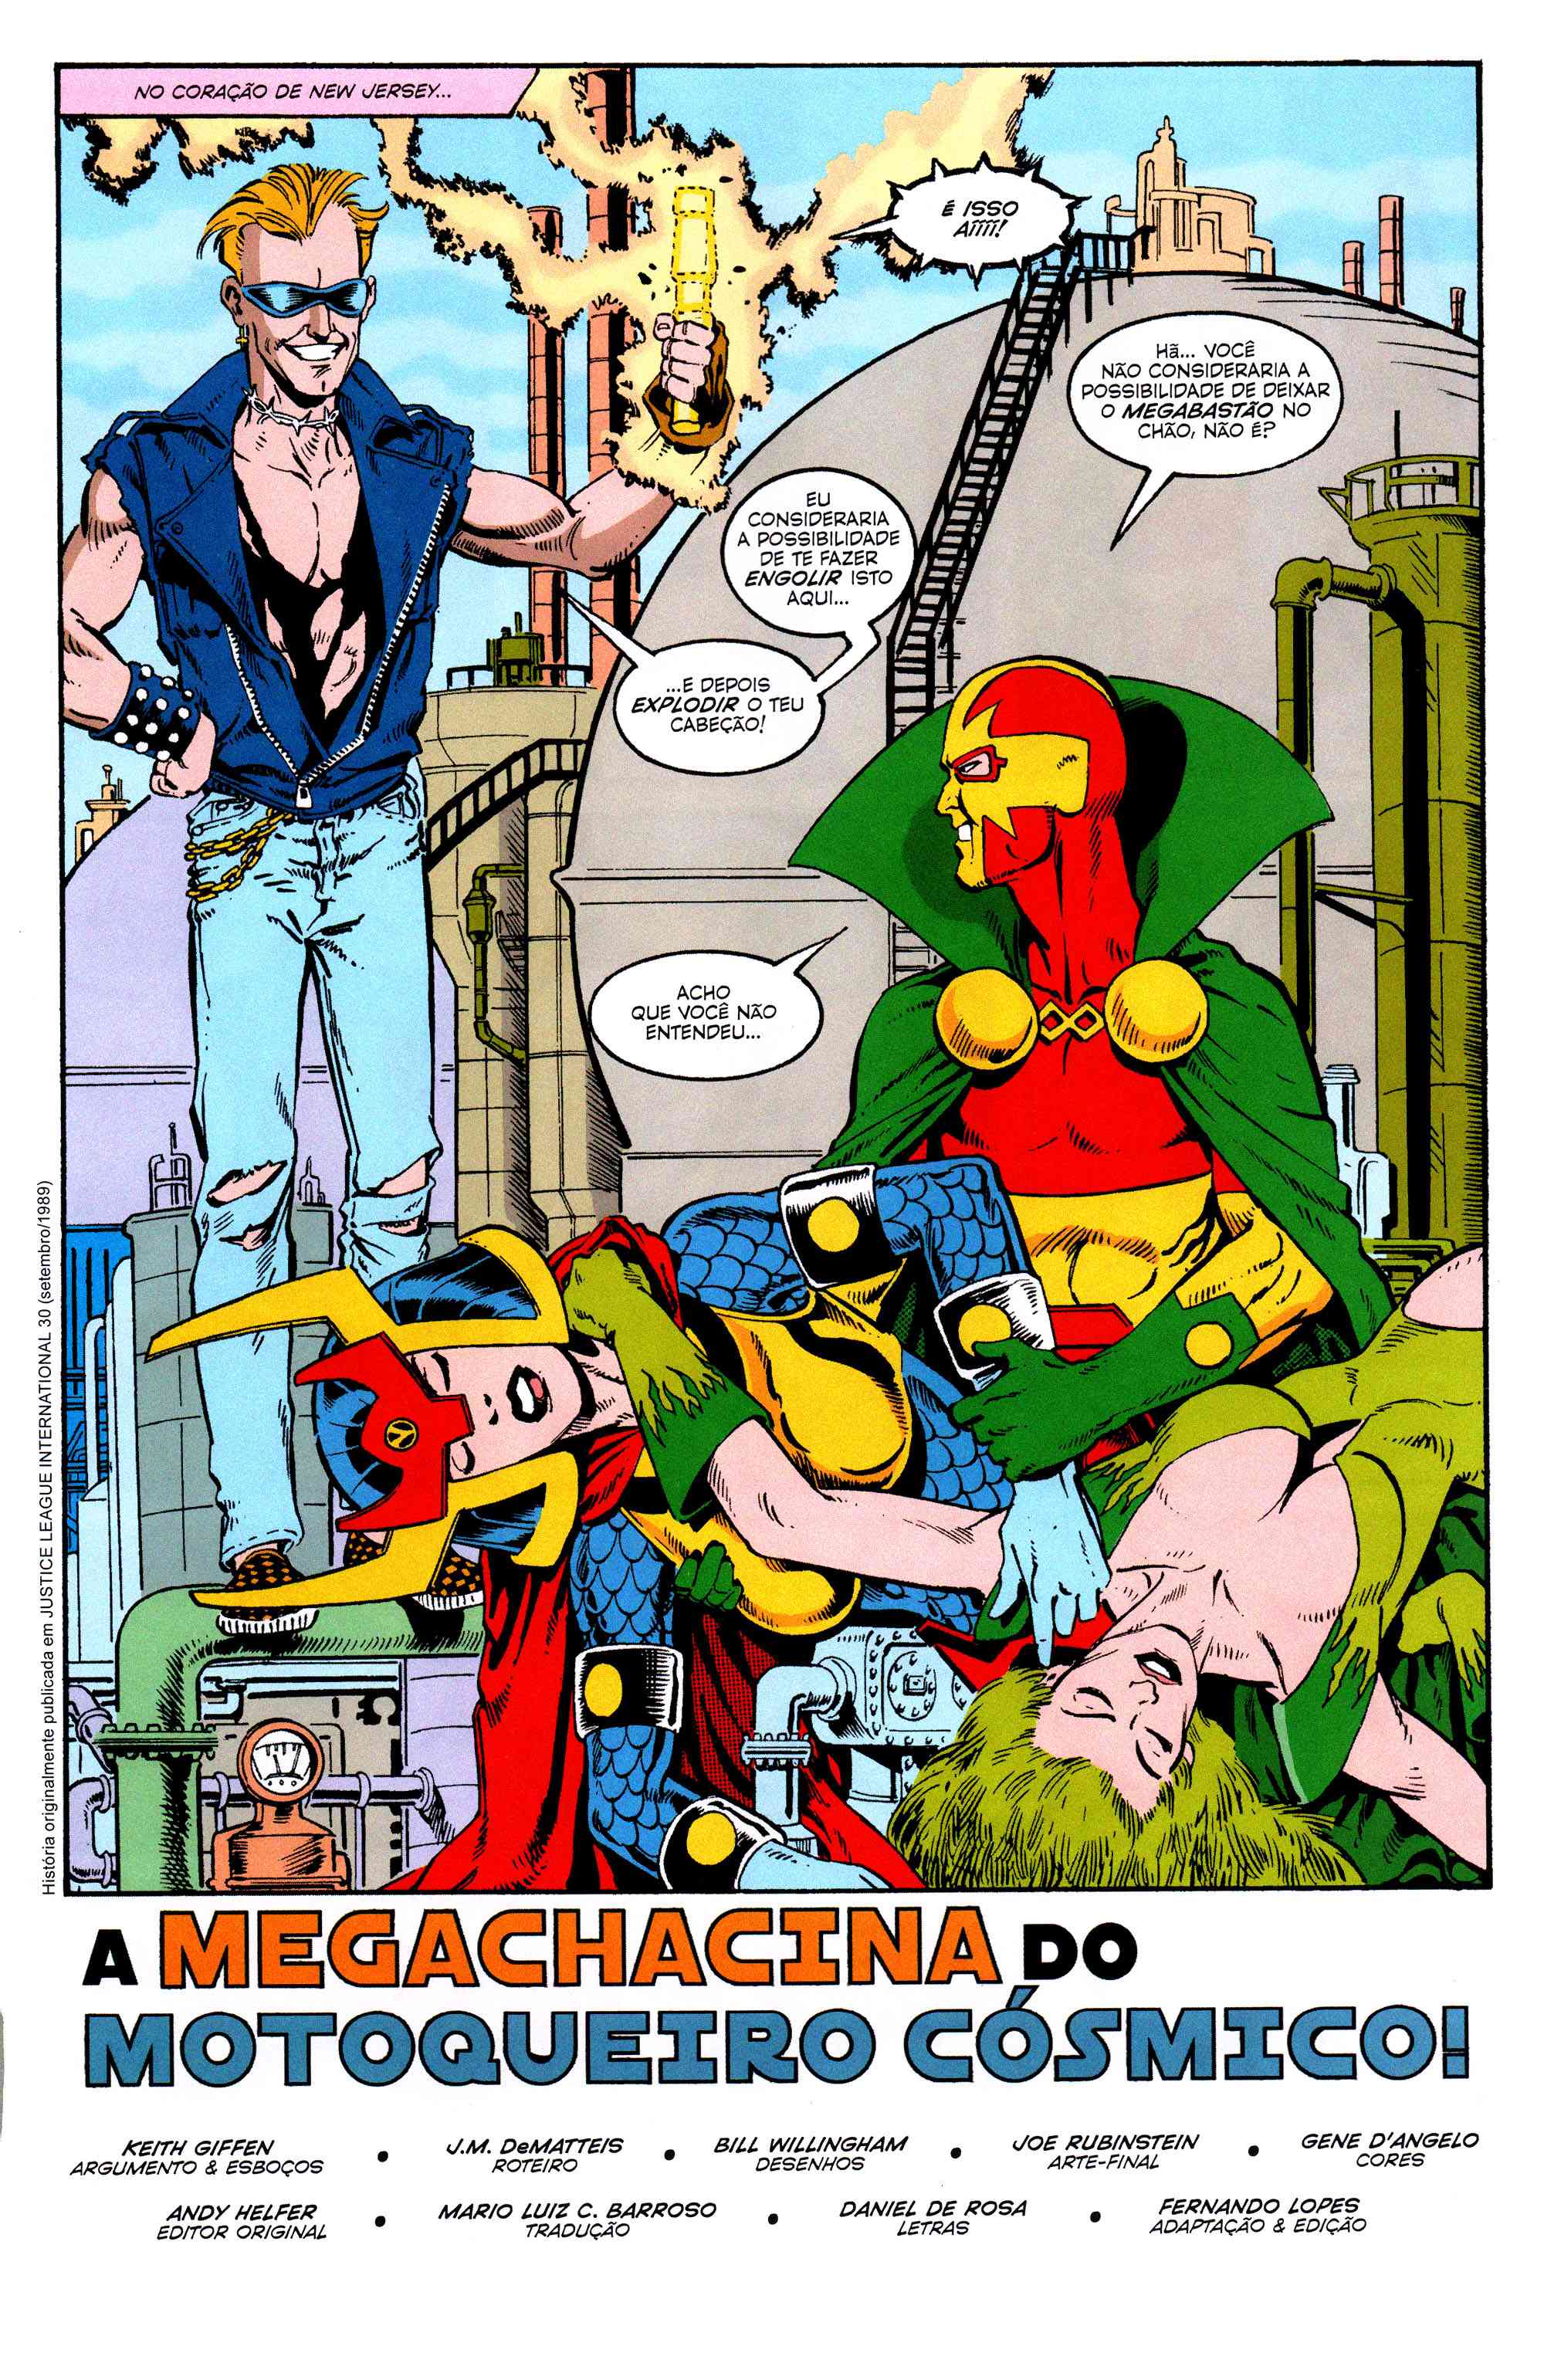 NO CORAÇÃO DE NEW JERSEY...
É ISSO
AÎÎÎÎ!
Hã... VOCÊ
NÃO CONSIDERARIA A
POSSIBILIDADE DE DEIXAR
O MEGABASTÃO NO
CHÃO, NÃO É?
EU
CONSIDERARIA
A POSSIBILIDADE
DE TE FAZER
ENGOLIR ISTO
AQUI...
...E DEPOIS
EXPLODIR O TEU
CABEÇÃO!
ACHO
QUE VOCÊ NÃO
ENTENDEU...
História originalmente publicada em JUSTICE LEAGUE INTERNATIONAL 30 (setembro/1989)
A MEGACHACINA DO
MOTOQUEIRO CÓSMICO!
KEITH GIFFEN
ARGUMENTO & ESBOÇOS
J.M. DeMATTEIS
ROTEIRO
BILL WILLINGHAM
DESENHOS
JOE RUBINSTEIN
ARTE-FINAL
GENE D'ANGELO
CORES
ANDY HELFER
EDITOR ORIGINAL
MARIO LUIZ C. BARROSO
TRADUÇÃO
DANIEL DE ROSA
LETRAS
FERNANDO LOPES
ADAPTAÇÃO & EDIÇÃO